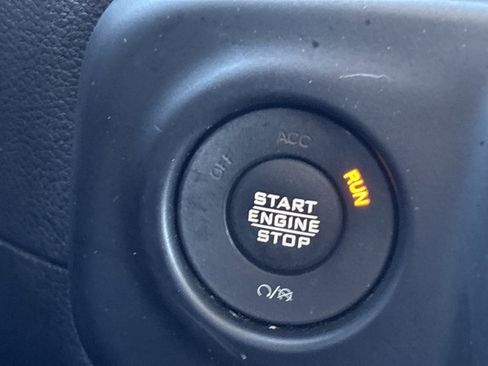 OFF
ACC
RUN
START
ENGINE
STOP